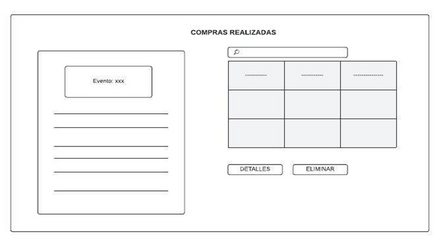 COMPRAS REALIZADAS
Evento: xxx
DETALLES
ELIMINAR